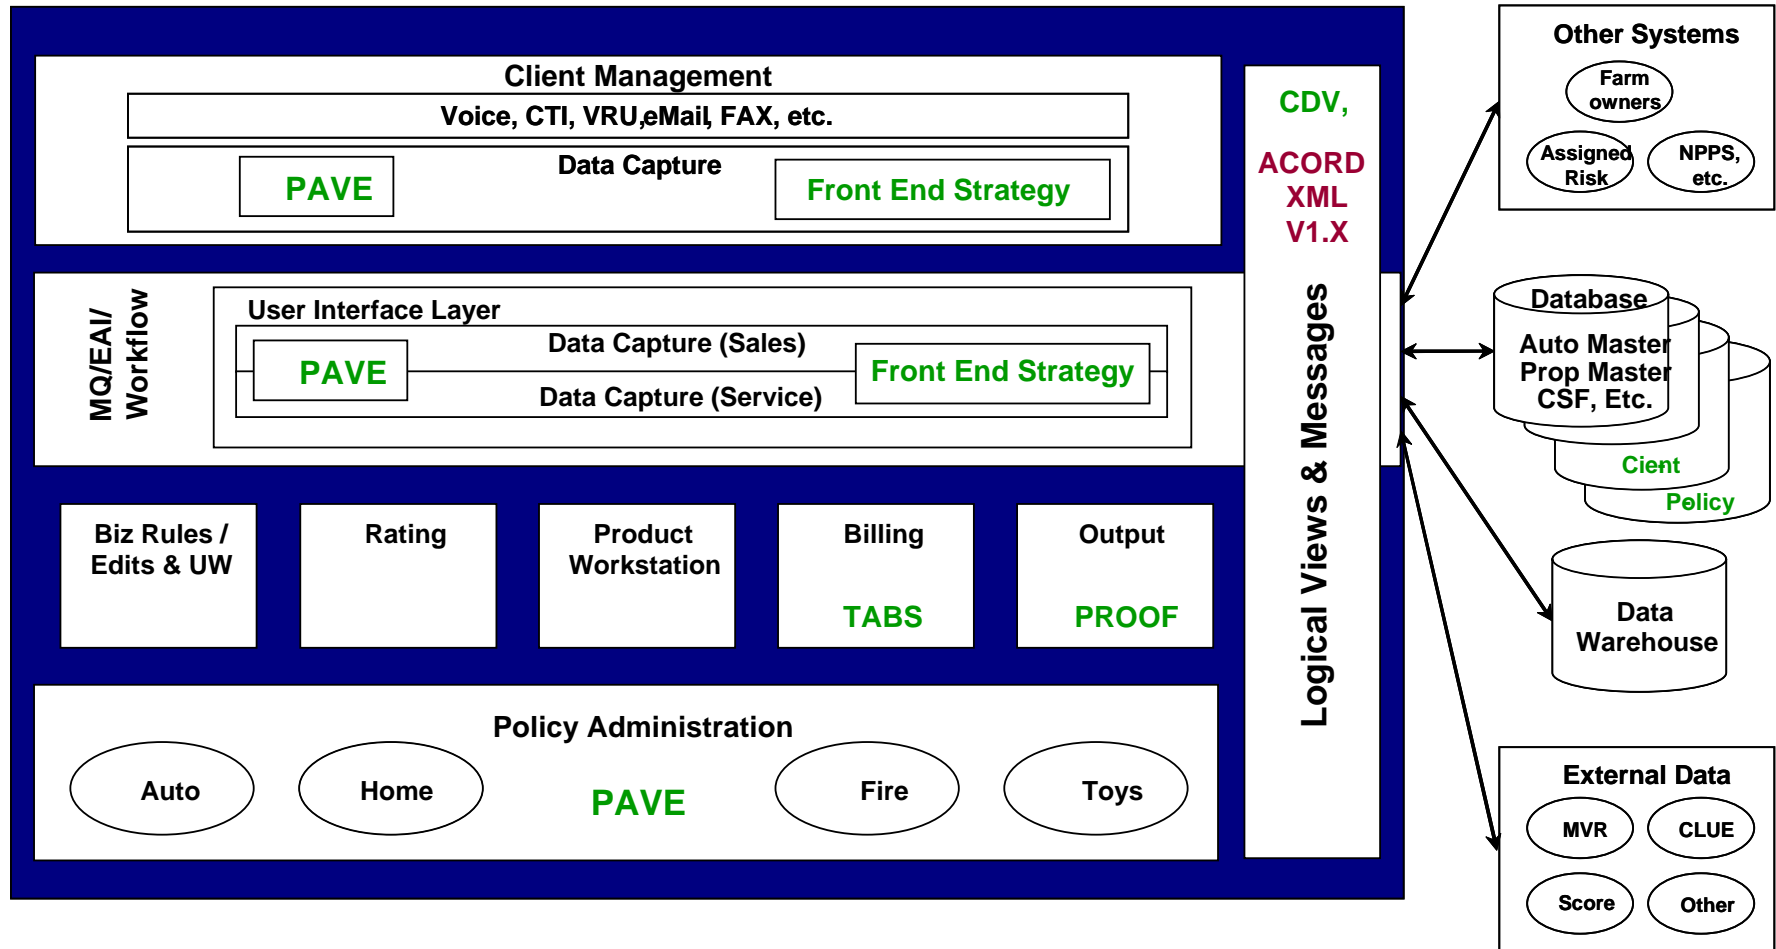 Client Management
Voice, CTI, VRU,eMail, FAX, etc.
Data Capture
PAVE
Front End Strategy
MQ/EAI/
Workflow
User Interface Layer
Data Capture (Sales)
PAVE
Front End Strategy
Data Capture (Service)
Biz Rules /
Edits & UW
Rating
Product
Workstation
Billing
TABS
Output
PROOF
Policy Administration
Auto
Home
PAVE
Fire
Toys
CDV,
ACORD
XML
V1.X
Logical Views & Messages
Other Systems
Farm
owners
Assigned
Risk
NPPS,
etc.
Database
Auto Master
Prop Master
CSF, Etc.
Cient
Policy
Data
Warehouse
External Data
MVR
CLUE
Score
Other